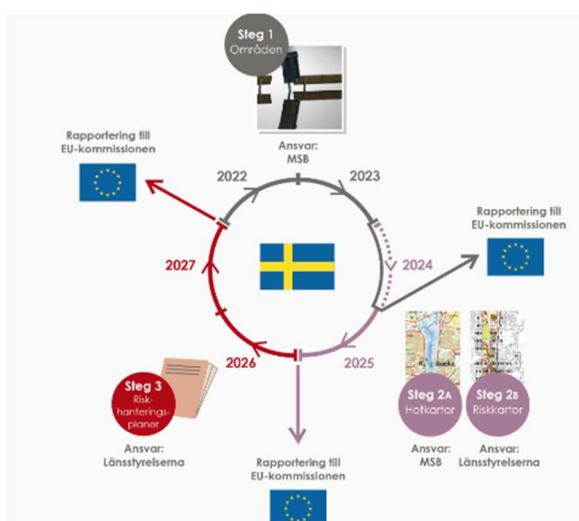 Steg 1
Områden
Ansvar:
MSB
Rapportering till
EU-kommissionen
2022
2023
Rapportering till
EU-kommissionen
2024
2027
2026
2025
Steg 2A
Hotkartor
Steg 2B
Riskkartor
Ansvar:
MSB
Ansvar:
Länsstyrelserna
Steg 3
Risk-
hanterings-
planer
Ansvar:
Länsstyrelserna
Rapportering till
EU-kommissionen